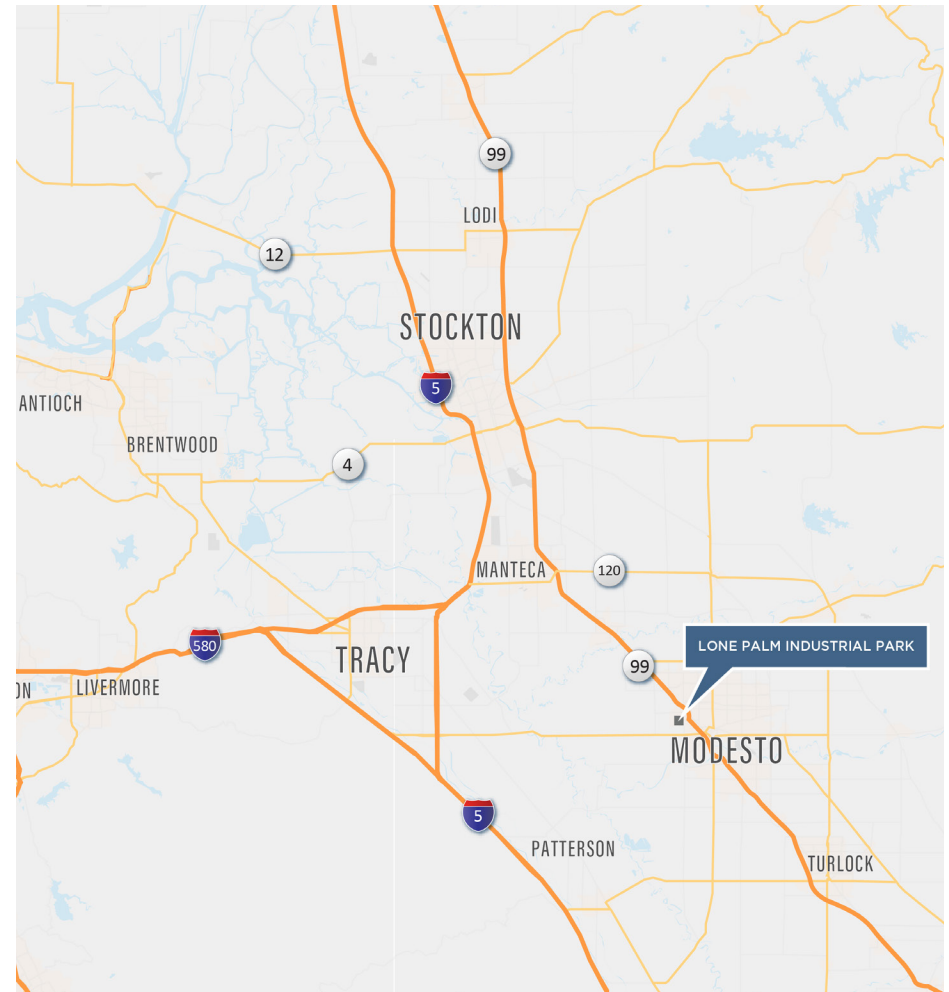 99
LODI
12
STOCKTON
5
ANTIOCH
BRENTWOOD
4
MANTECA
120
580
TRACY
LONE PALM INDUSTRIAL PARK
99
ON
LIVERMORE
MODESTO
5
PATTERSON
TURLOCK